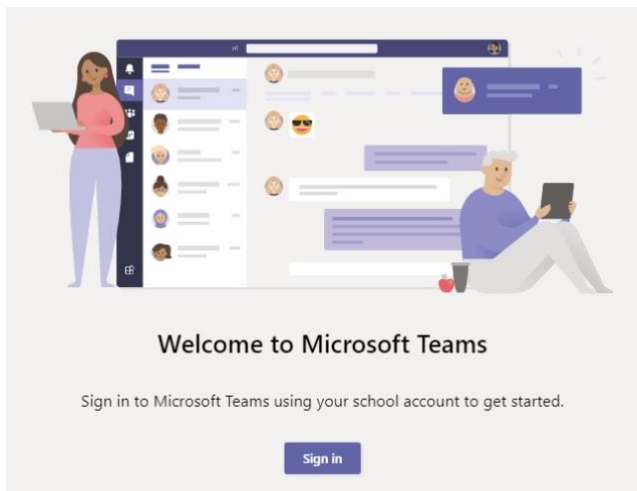 Welcome to Microsoft Teams
Sign in to Microsoft Teams using your school account to get started.
Sign in